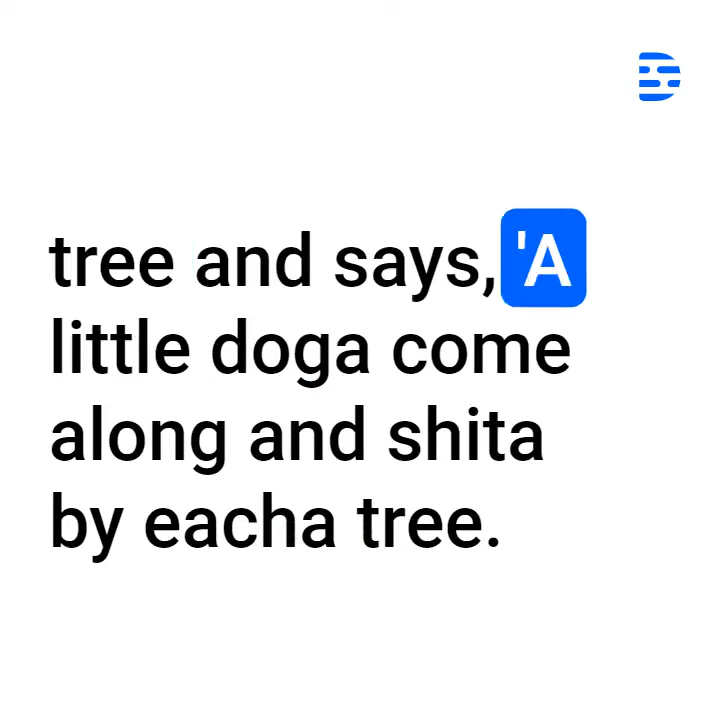 tree and says, 'A
little doga come
along and shita
by eacha tree.